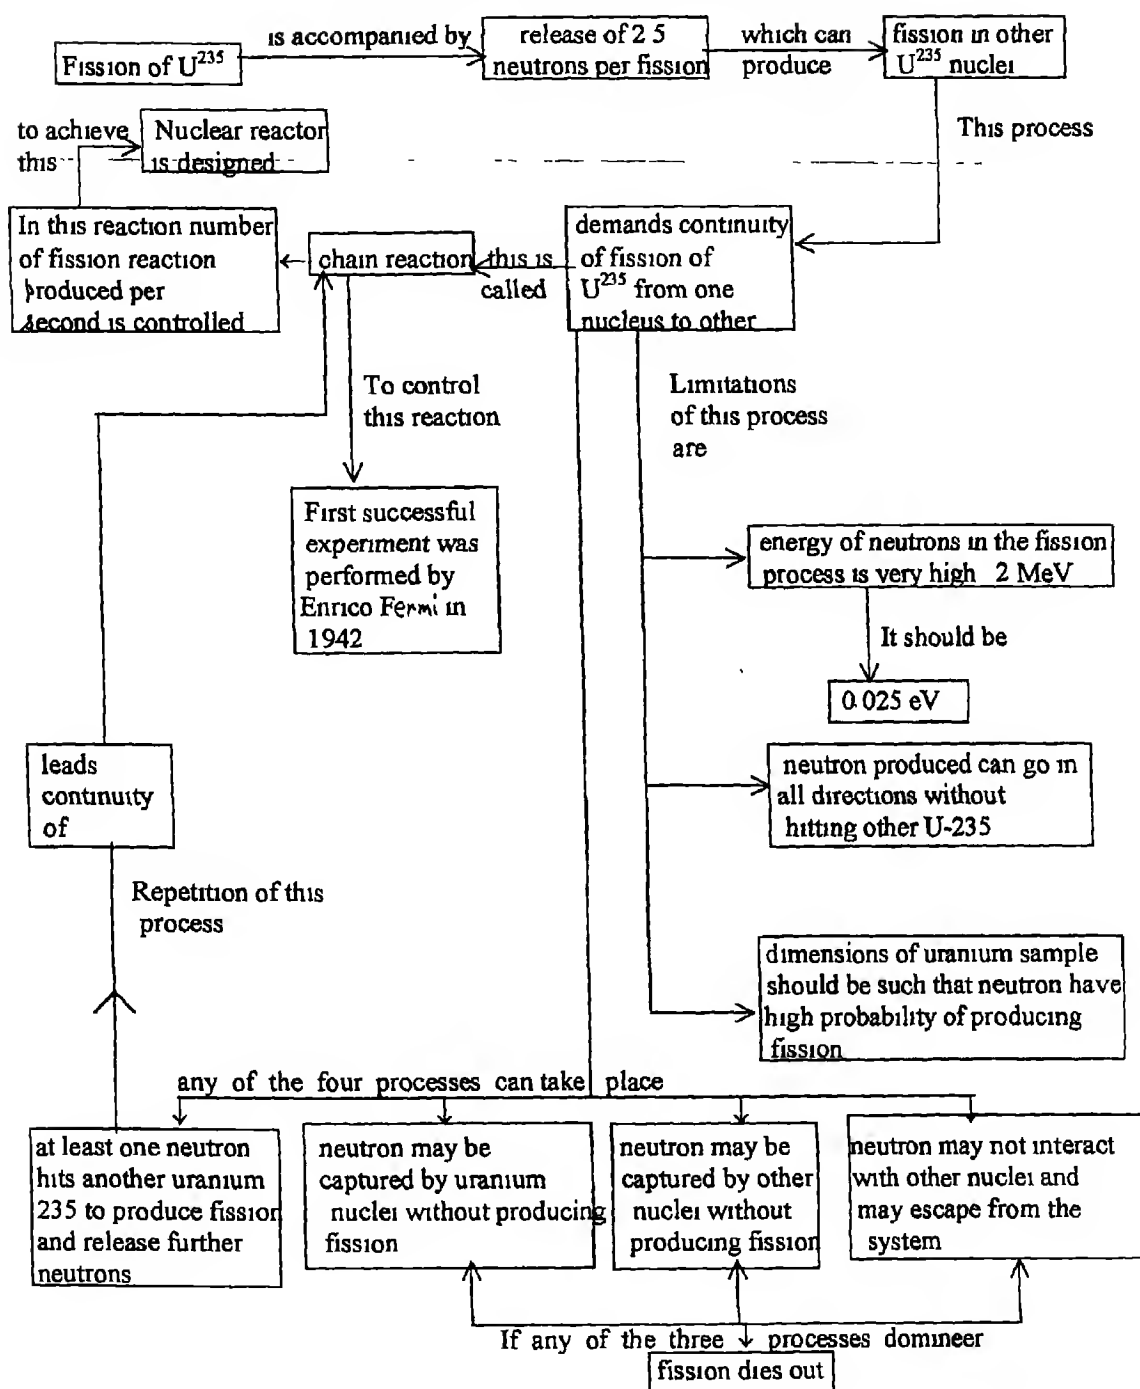 Fission of U²³⁵
is accompanied by
release of 2 5
neutrons per fission
which can
produce
fission in other
U²³⁵ nuclei
This process
to achieve
this
Nuclear reactor
is designed
In this reaction number
of fission reaction
produced per
second is controlled
chain reaction
this is
called
demands continuity
of fission of
U²³⁵ from one
nucleus to other
To control
this reaction
Limitations
of this process
are
First successful
experiment was
performed by
Enrico Fermi in
1942
energy of neutrons in the fission
process is very high 2 MeV
It should be
0.025 eV
leads
continuity
of
neutron produced can go in
all directions without
hitting other U-235
Repetition of this
process
dimensions of uranium sample
should be such that neutron have
high probability of producing
fission
any of the four processes can take place
at least one neutron
hits another uranium
235 to produce fission
and release further
neutrons
neutron may be
captured by uranium
nuclei without producing
fission
neutron may be
captured by other
nuclei without
producing fission
neutron may not interact
with other nuclei and
may escape from the
system
If any of the three processes domineer
fission dies out